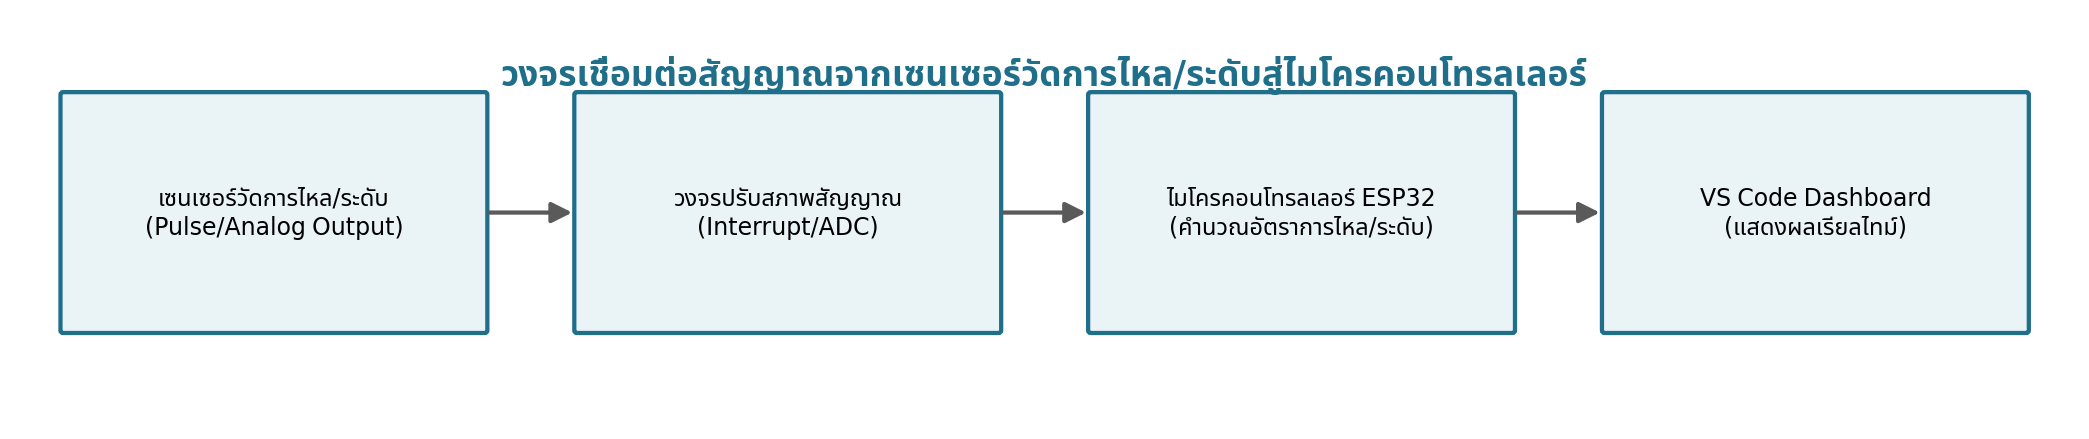 วงจรเชื่อมต่อสัญญาณจากเซนเซอร์วัดการไหล/ระดับสู่ไมโครคอนโทรลเลอร์
เซนเซอร์วัดการไหล/ระดับ
(Pulse/Analog Output)
วงจรปรับสภาพสัญญาณ
(Interrupt/ADC)
ไมโครคอนโทรลเลอร์ ESP32
(คำนวณอัตราการไหล/ระดับ)
VS Code Dashboard
(แสดงผลเรียลไทม์)